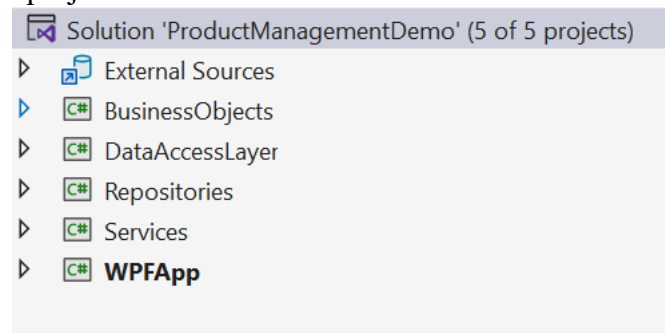 Solution 'ProductManagementDemo' (5 of 5 projects)
External Sources
C# BusinessObjects
C# DataAccessLayer
C# Repositories
C# Services
C# WPFApp